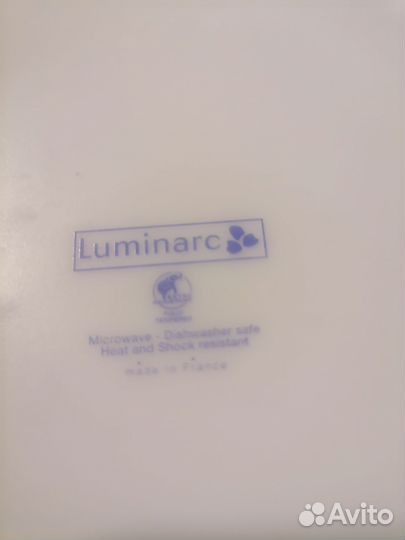 Luminarc
Microwave - Dishwasher safe
Heat and Shock resistant
made in France
Avito